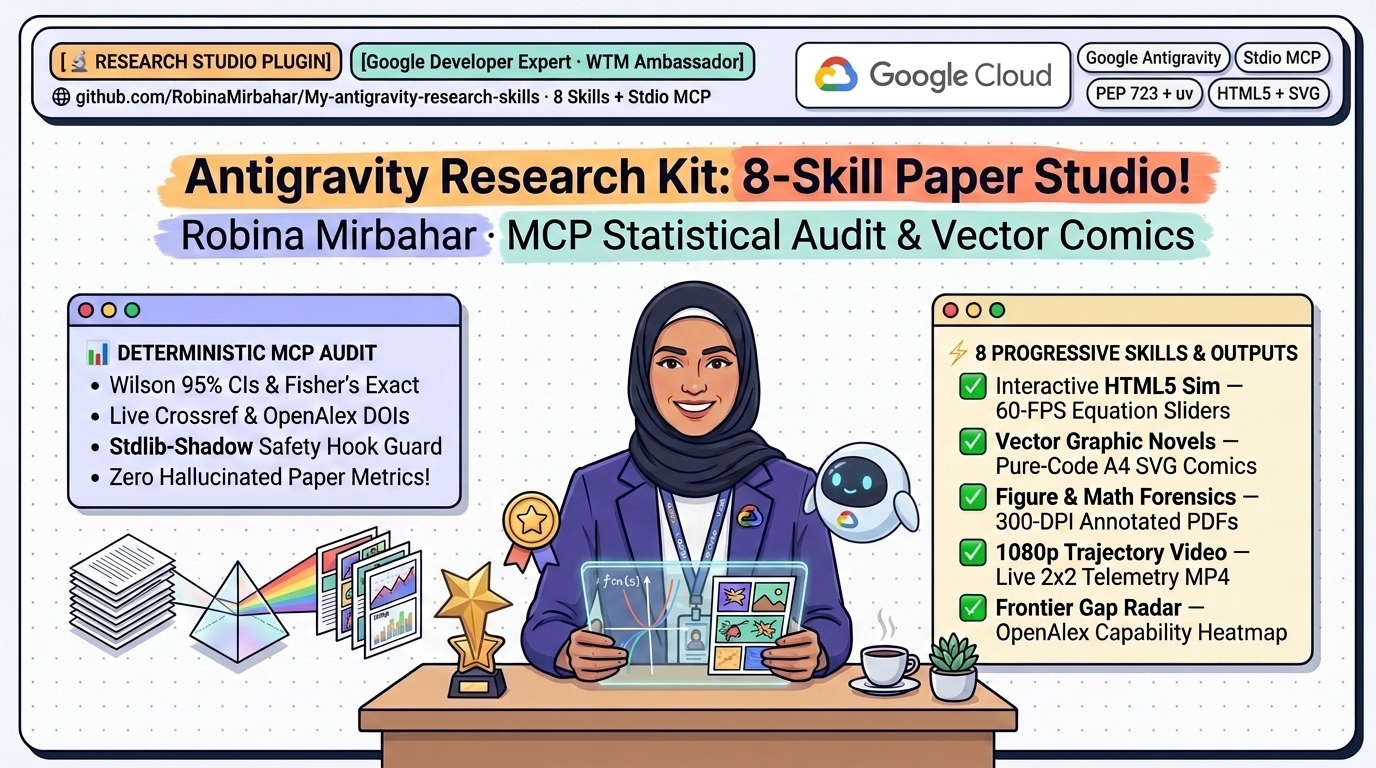 [🔬 RESEARCH STUDIO PLUGIN]
[Google Developer Expert · WTM Ambassador]
github.com/RobinaMirbahar/My-antigravity-research-skills · 8 Skills + Stdio MCP
Google Cloud
Google Antigravity
Stdio MCP
PEP 723 + uv
HTML5 + SVG
Antigravity Research Kit: 8-Skill Paper Studio!
Robina Mirbahar · MCP Statistical Audit & Vector Comics
📊 DETERMINISTIC MCP AUDIT
• Wilson 95% CIs & Fisher's Exact
• Live Crossref & OpenAlex DOIs
• Stdlib-Shadow Safety Hook Guard
• Zero Hallucinated Paper Metrics!
⚡ 8 PROGRESSIVE SKILLS & OUTPUTS
✅ Interactive HTML5 Sim —
60-FPS Equation Sliders
✅ Vector Graphic Novels —
Pure-Code A4 SVG Comics
✅ Figure & Math Forensics —
300-DPI Annotated PDFs
✅ 1080p Trajectory Video —
Live 2x2 Telemetry MP4
✅ Frontier Gap Radar —
OpenAlex Capability Heatmap
fcn(s)